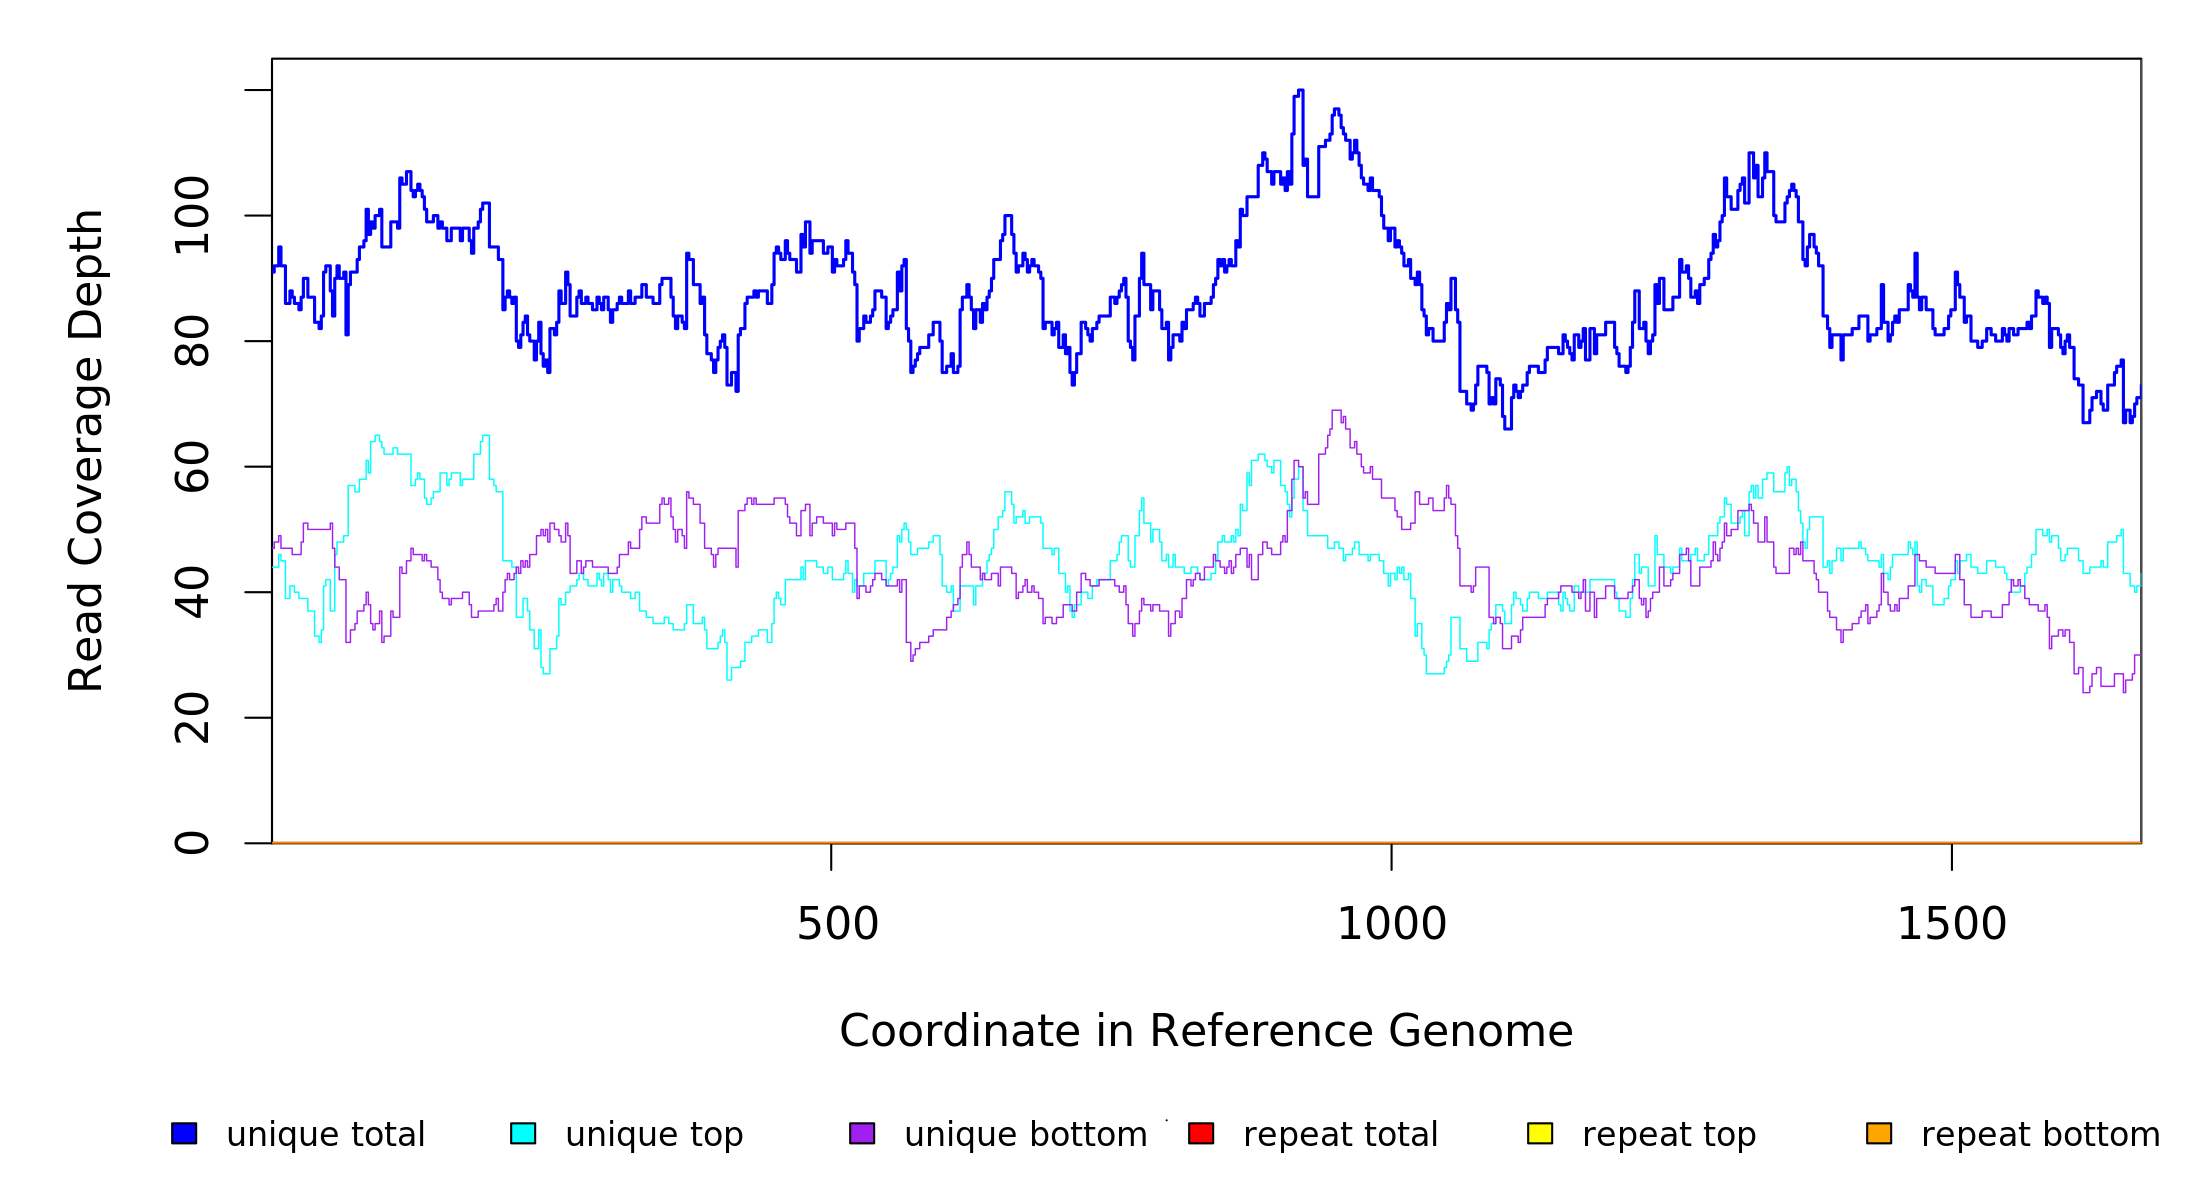 Read Coverage Depth
100
80
60
40
20
0
500 1000 1500
Coordinate in Reference Genome
unique total unique top unique bottom repeat total repeat top repeat bottom